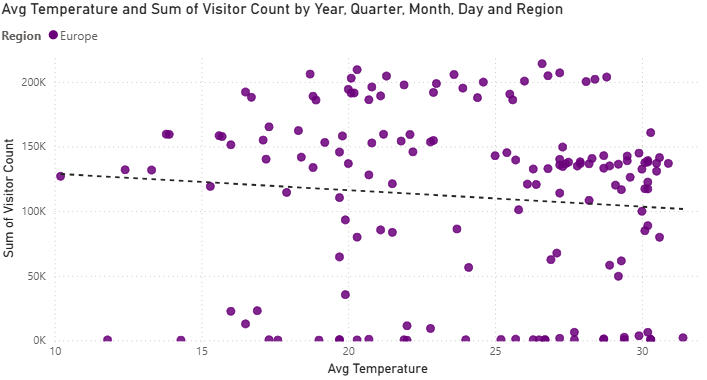 Avg Temperature and Sum of Visitor Count by Year, Quarter, Month, Day and Region
Region Europe
200K
150K
100K
50K
0K
Sum of Visitor Count
10 15 20 25 30
Avg Temperature